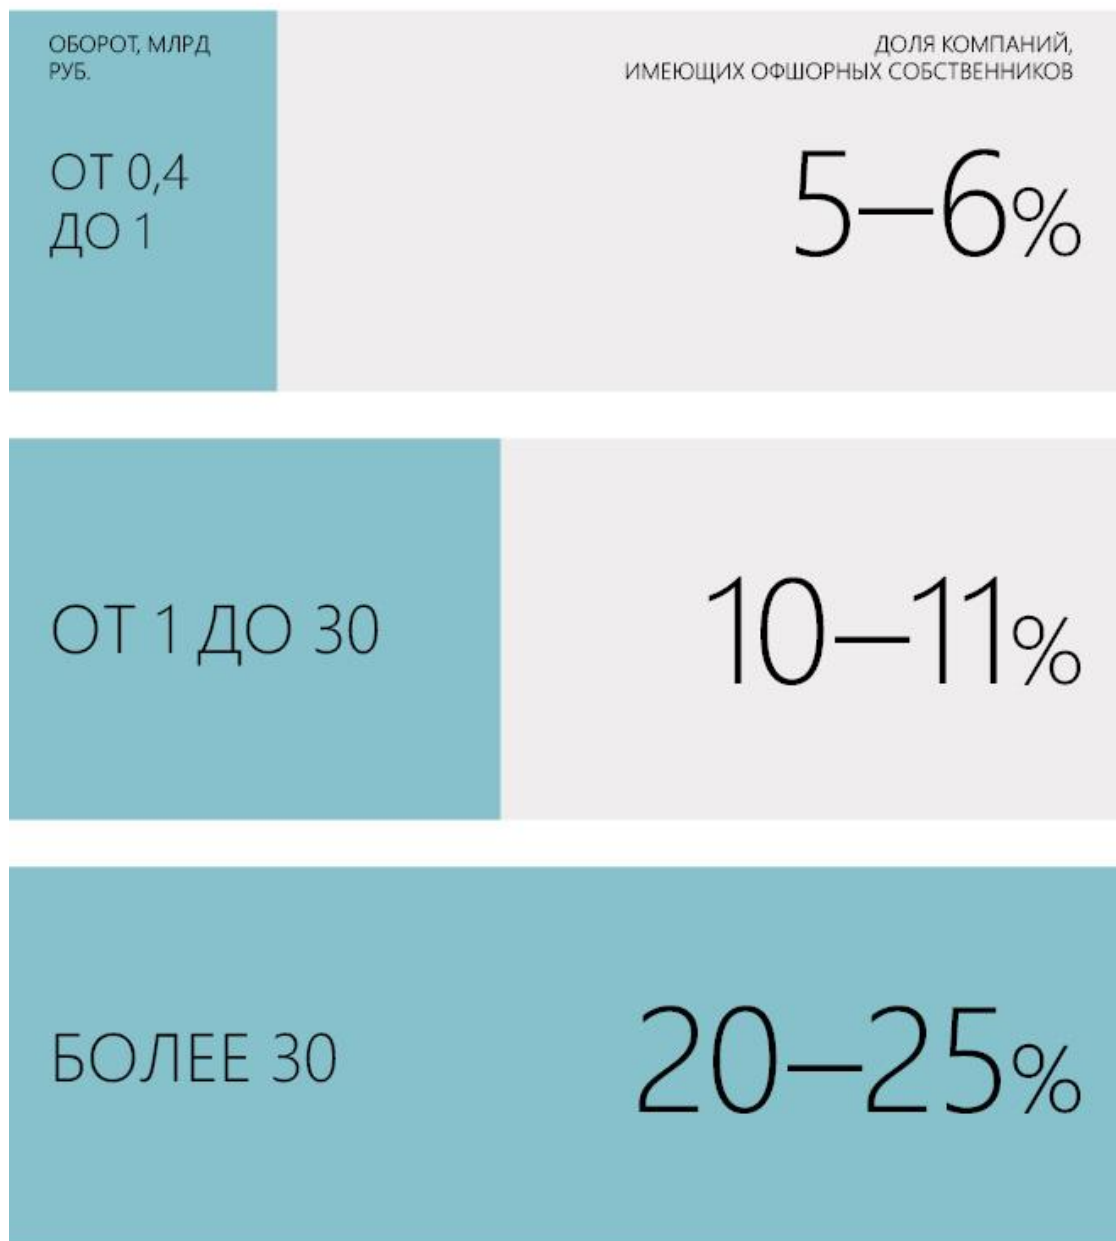 ОБОРОТ, МЛРД
РУБ.
ДОЛЯ КОМПАНИЙ,
ИМЕЮЩИХ ОФШОРНЫХ СОБСТВЕННИКОВ
ОТ 0,4
ДО 1
5–6%
ОТ 1 ДО 30
10–11%
БОЛЕЕ 30
20–25%